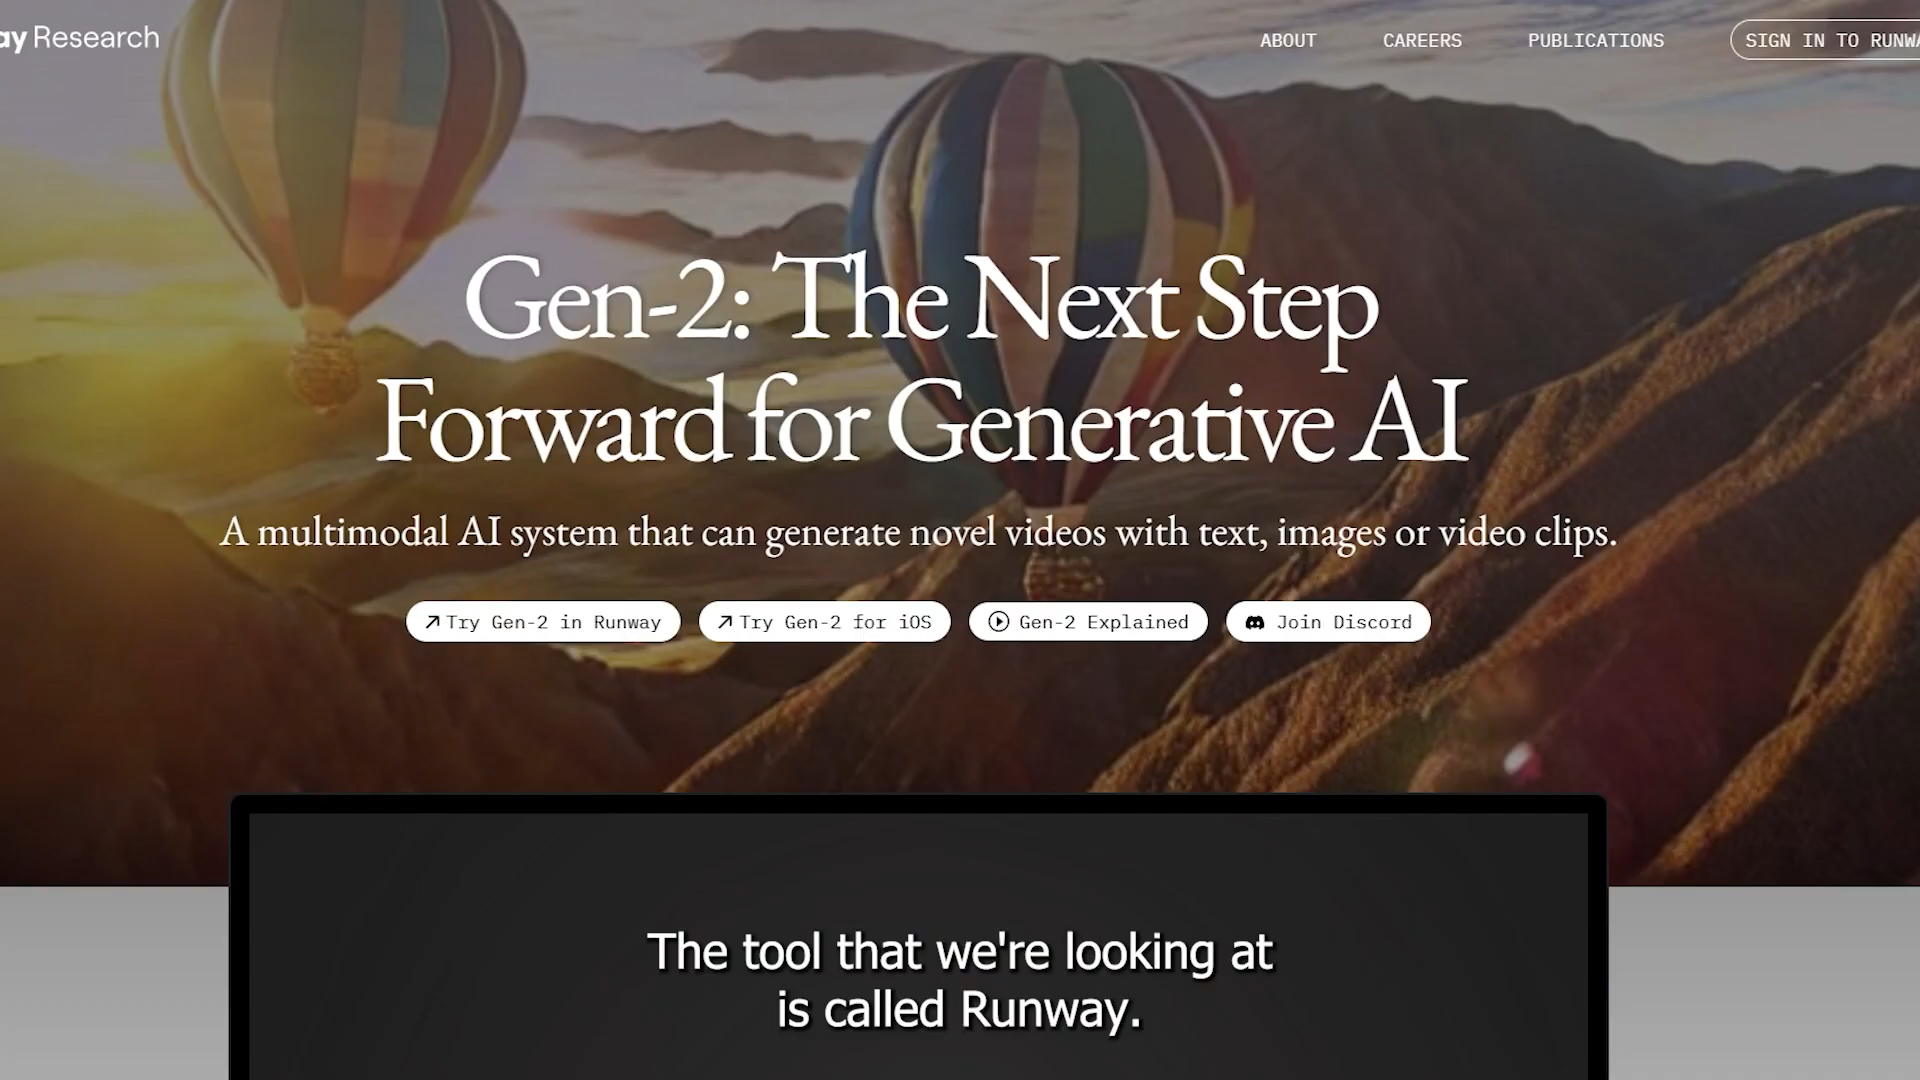 Research
ABOUT CAREERS PUBLICATIONS SIGN IN TO
Gen-2: The Next Step
Forward for Generative AI
A multimodal AI system that can generate novel videos with text, images or video clips.
Try Gen-2 in Runway Try Gen-2 for iOS Gen-2 Explained Join Discord
The tool that we're looking at
is called Runway.